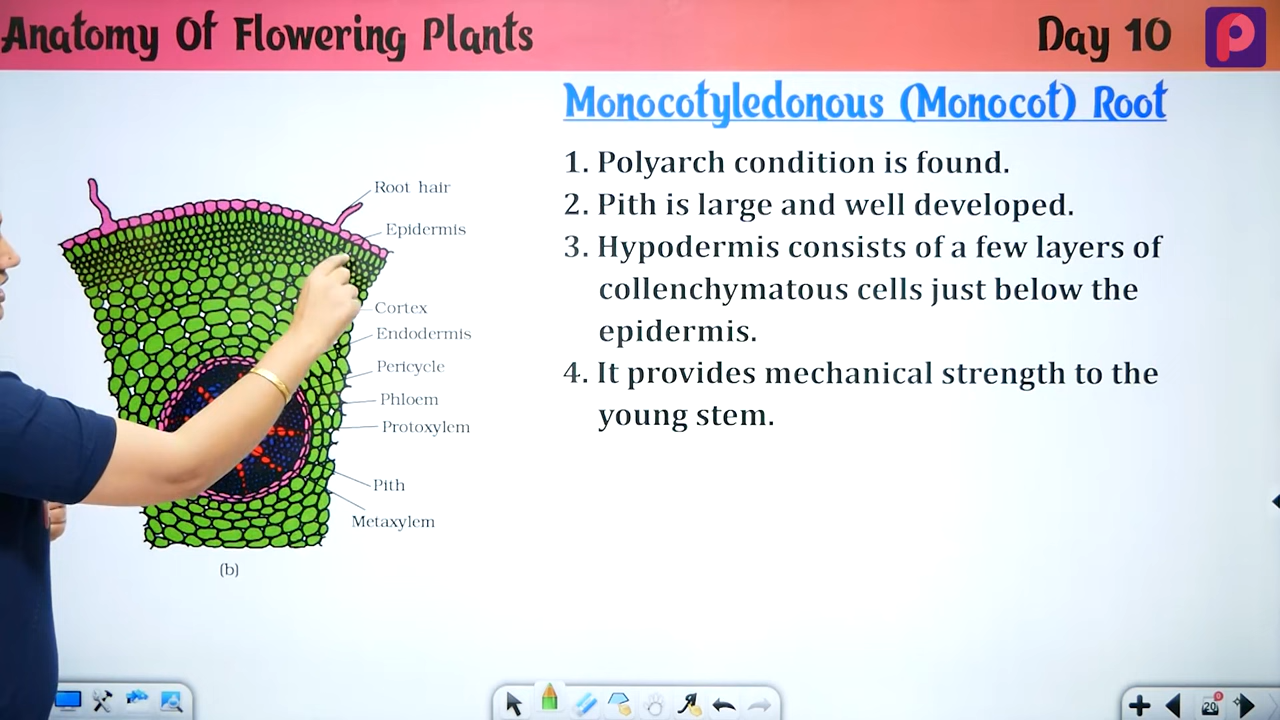 Anatomy Of Flowering Plants
Day 10
Monocotyledonous (Monocot) Root
1. Polyarch condition is found.
2. Pith is large and well developed.
3. Hypodermis consists of a few layers of
collenchymatous cells just below the
epidermis.
4. It provides mechanical strength to the
young stem.
Root hair
Epidermis
Cortex
Endodermis
Pericycle
Phloem
Protoxylem
Pith
Metaxylem
(b)
20